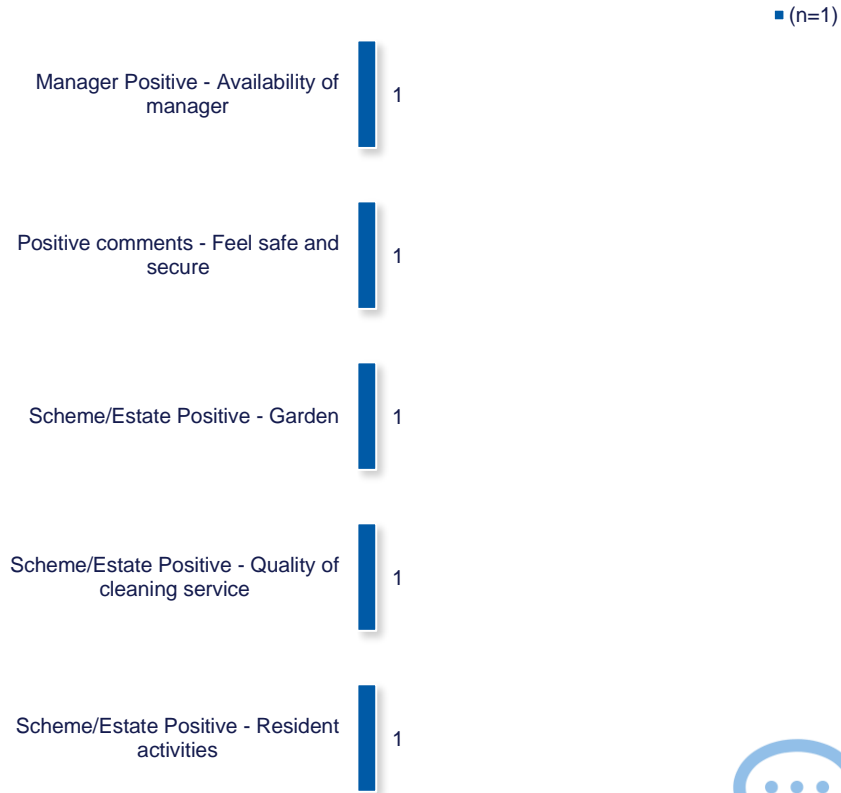 (n=1)
Manager Positive - Availability of
manager
1
Positive comments - Feel safe and
secure
1
Scheme/Estate Positive - Garden
1
Scheme/Estate Positive - Quality of
cleaning service
1
Scheme/Estate Positive - Resident
activities
1